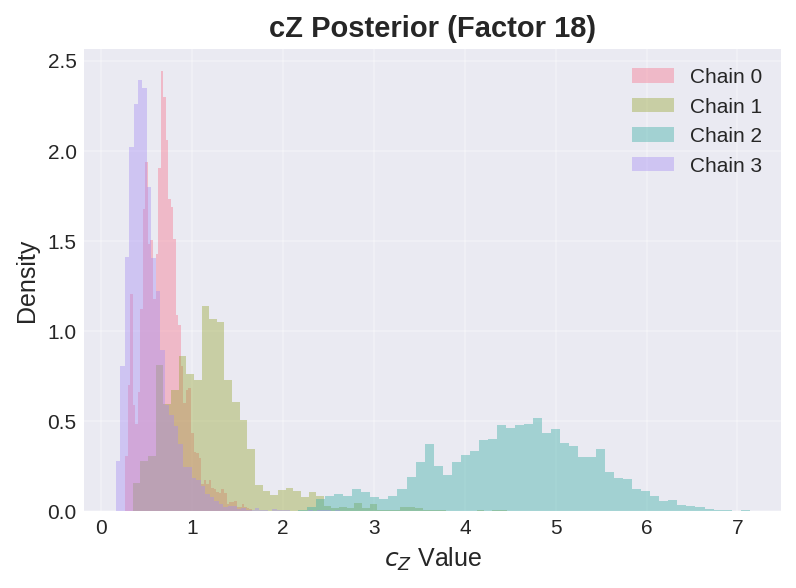 cZ Posterior (Factor 18)
2.5
2.0
1.5
1.0
0.5
0.0
Density
Chain 0
Chain 1
Chain 2
Chain 3
0 1 2 3 4 5 6 7
c_Z Value